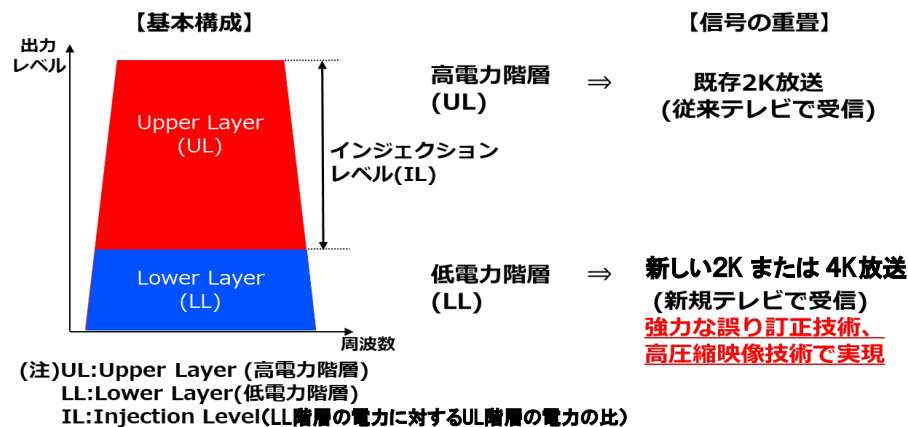 【基本構成】
【信号の重畳】
出力
レベル
Upper Layer
(UL)
インジェクション
レベル(IL)
Lower Layer
(LL)
周波数
高電力階層
(UL)
⇒
既存2K放送
(従来テレビで受信)
低電力階層
(LL)
⇒
新しい2K または 4K放送
(新規テレビで受信)
強力な誤り訂正技術、
高圧縮映像技術で実現
(注)UL:Upper Layer (高電力階層)
LL:Lower Layer(低電力階層)
IL:Injection Level(LL階層の電力に対するUL階層の電力の比)